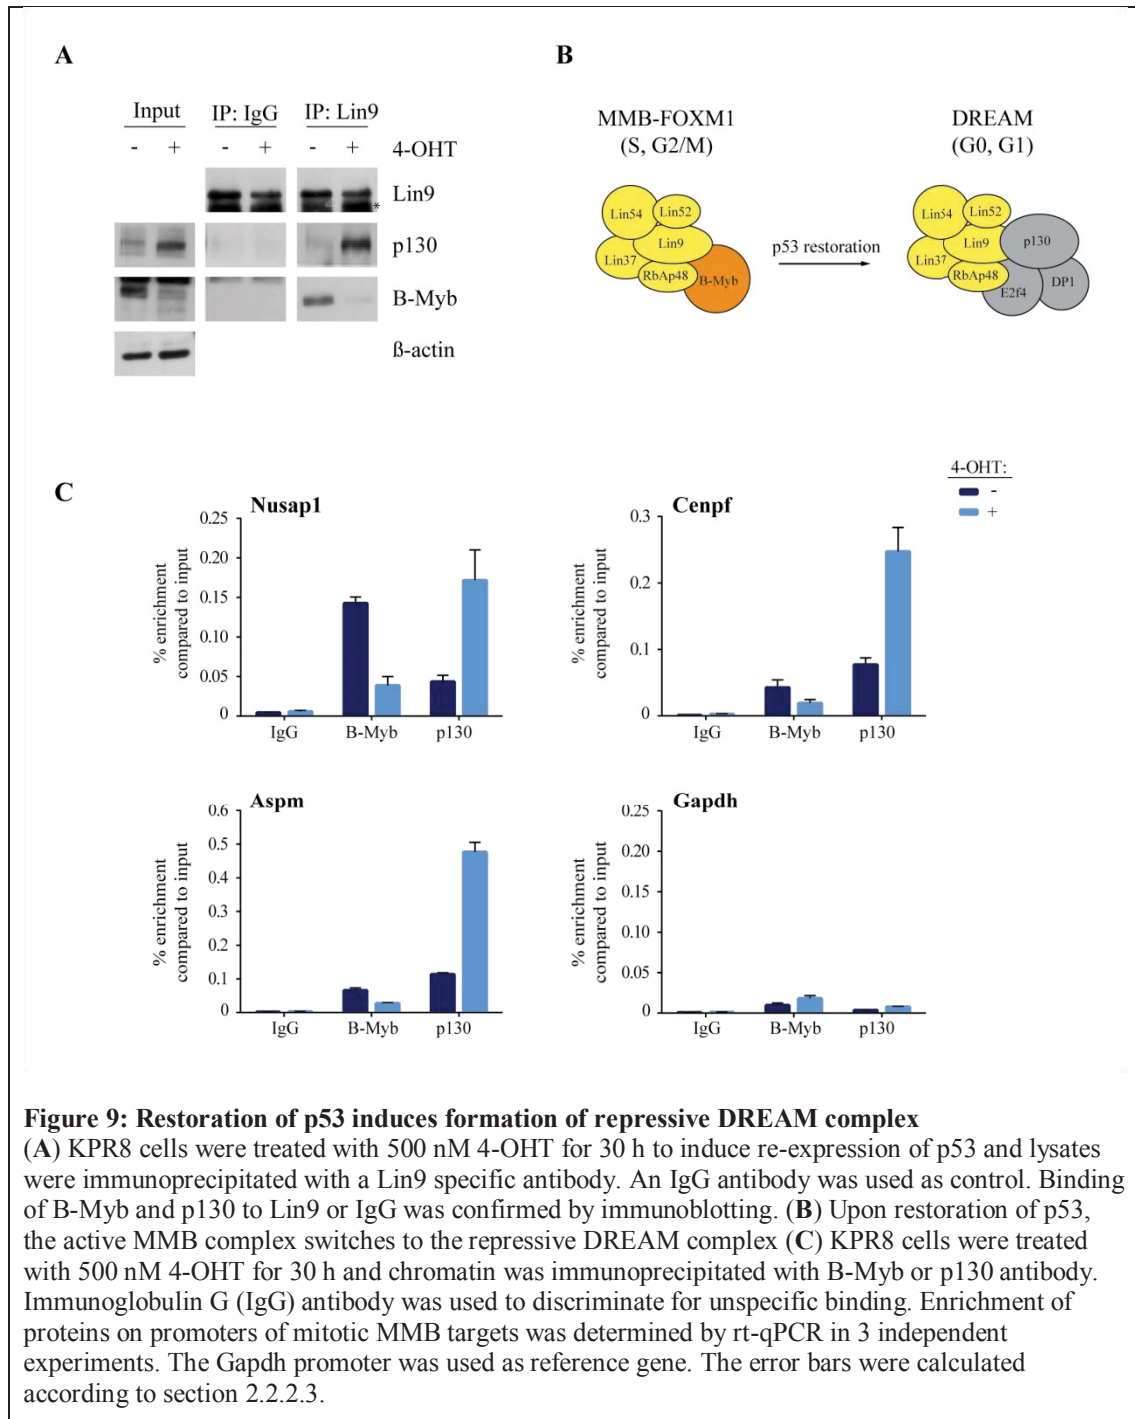 A
Input
IP: IgG
IP: Lin9
- + - + - + 4-OHT
Lin9
*
p130
B-Myb
ß-actin
B
MMB-FOXM1
(S, G2/M)
DREAM
(G0, G1)
Lin54
Lin52
Lin9
Lin37
RbAp48
B-Myb
p53 restoration
Lin54
Lin52
Lin9
p130
Lin37
RbAp48
E2f4
DP1
C
4-OHT:
-
+
Nusap1
% enrichment
compared to input
0.25
0.20
0.15
0.10
0.05
0
IgG B-Myb p130
Cenpf
% enrichment
compared to input
0.3
0.2
0.1
0
IgG B-Myb p130
Aspm
% enrichment
compared to input
0.6
0.5
0.4
0.3
0.2
0.1
0
IgG B-Myb p130
Gapdh
% enrichment
compared to input
0.25
0.20
0.15
0.10
0.05
0
IgG B-Myb p130
Figure 9: Restoration of p53 induces formation of repressive DREAM complex
(A) KPR8 cells were treated with 500 nM 4-OHT for 30 h to induce re-expression of p53 and lysates
were immunoprecipitated with a Lin9 specific antibody. An IgG antibody was used as control. Binding
of B-Myb and p130 to Lin9 or IgG was confirmed by immunoblotting. (B) Upon restoration of p53,
the active MMB complex switches to the repressive DREAM complex (C) KPR8 cells were treated
with 500 nM 4-OHT for 30 h and chromatin was immunoprecipitated with B-Myb or p130 antibody.
Immunoglobulin G (IgG) antibody was used to discriminate for unspecific binding. Enrichment of
proteins on promoters of mitotic MMB targets was determined by rt-qPCR in 3 independent
experiments. The Gapdh promoter was used as reference gene. The error bars were calculated
according to section 2.2.2.3.